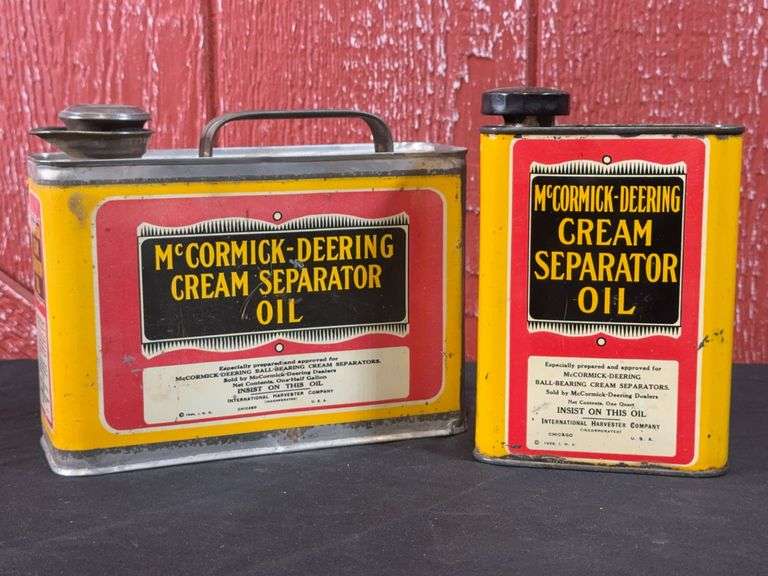 McCORMICK-DEERING
CREAM SEPARATOR
OIL
Especially prepared and approved for
McCORMICK-DEERING BALL-BEARING CREAM SEPARATORS.
Sold by McCormick-Deering Dealers
Net Contents, One Half Gallon
INSIST ON THIS OIL
INTERNATIONAL HARVESTER COMPANY
(INCORPORATED)
CHICAGO U.S.A.
McCORMICK-DEERING
CREAM
SEPARATOR
OIL
Especially prepared and approved for
McCORMICK-DEERING
BALL-BEARING CREAM SEPARATORS.
Sold by McCormick-Deering Dealers
Net Contents, One Quart
INSIST ON THIS OIL
INTERNATIONAL HARVESTER COMPANY
(INCORPORATED)
CHICAGO U.S.A.